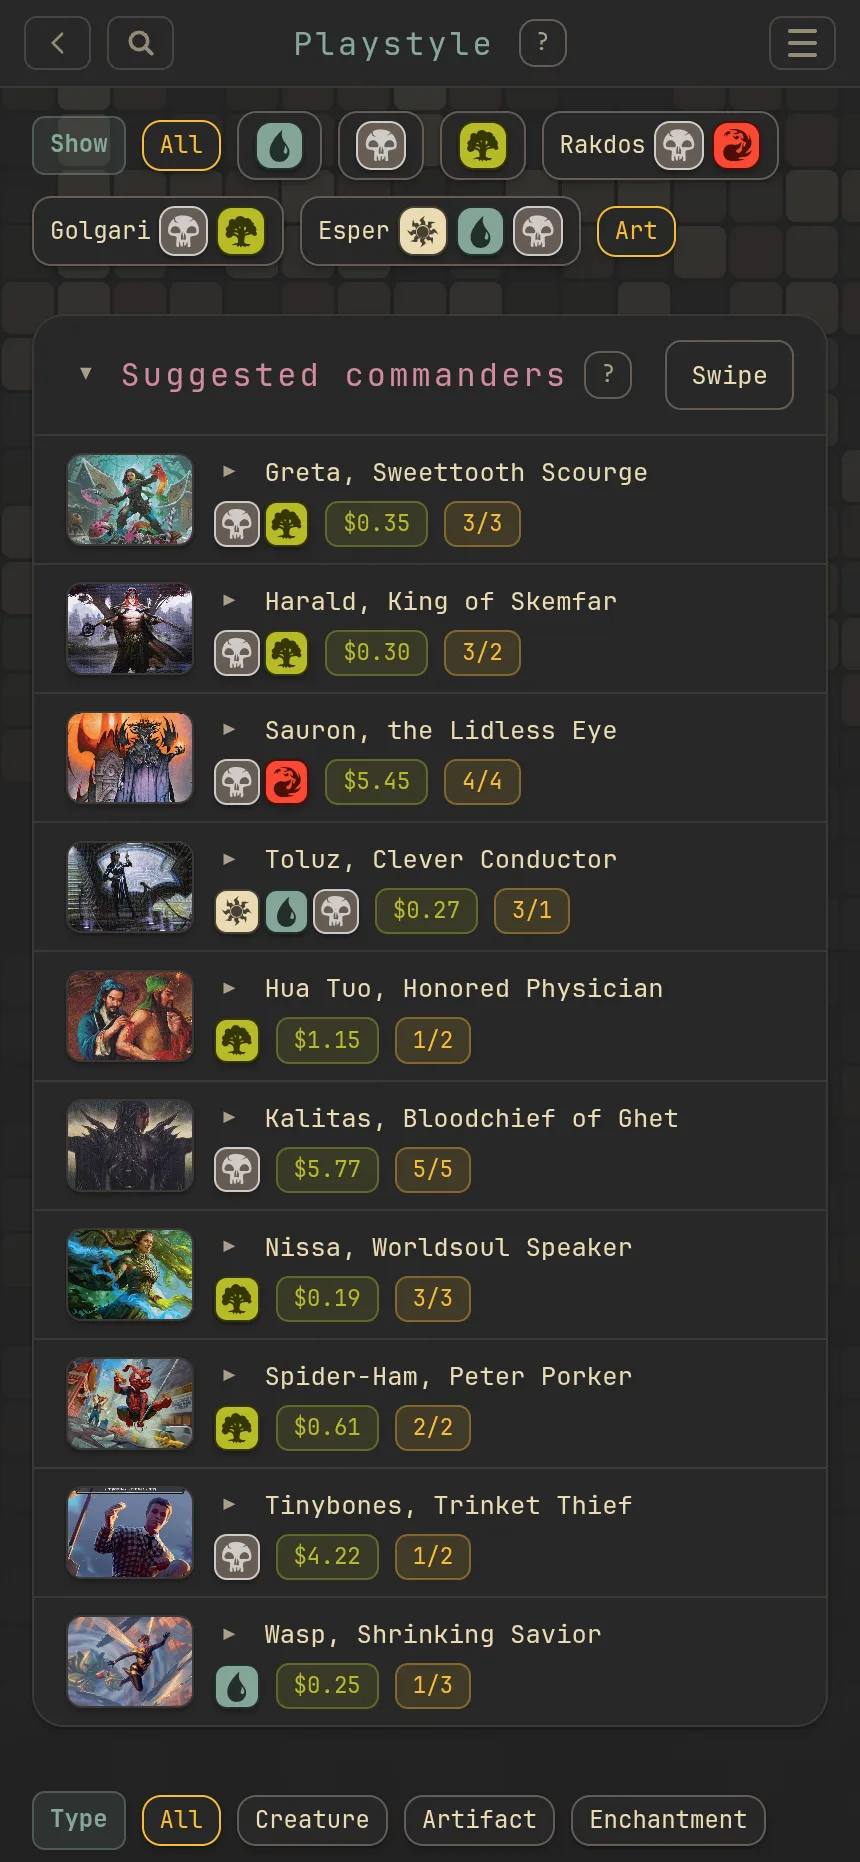 Playstyle ?
Show All Rakdos
Golgari Esper Art
Suggested commanders ? Swipe
Greta, Sweettooth Scourge
$0.35 3/3
Harald, King of Skemfar
$0.30 3/2
Sauron, the Lidless Eye
$5.45 4/4
Toluz, Clever Conductor
$0.27 3/1
Hua Tuo, Honored Physician
$1.15 1/2
Kalitas, Bloodchief of Ghet
$5.77 5/5
Nissa, Worldsoul Speaker
$0.19 3/3
Spider-Ham, Peter Porker
$0.61 2/2
Tinybones, Trinket Thief
$4.22 1/2
Wasp, Shrinking Savior
$0.25 1/3
Type All Creature Artifact Enchantment